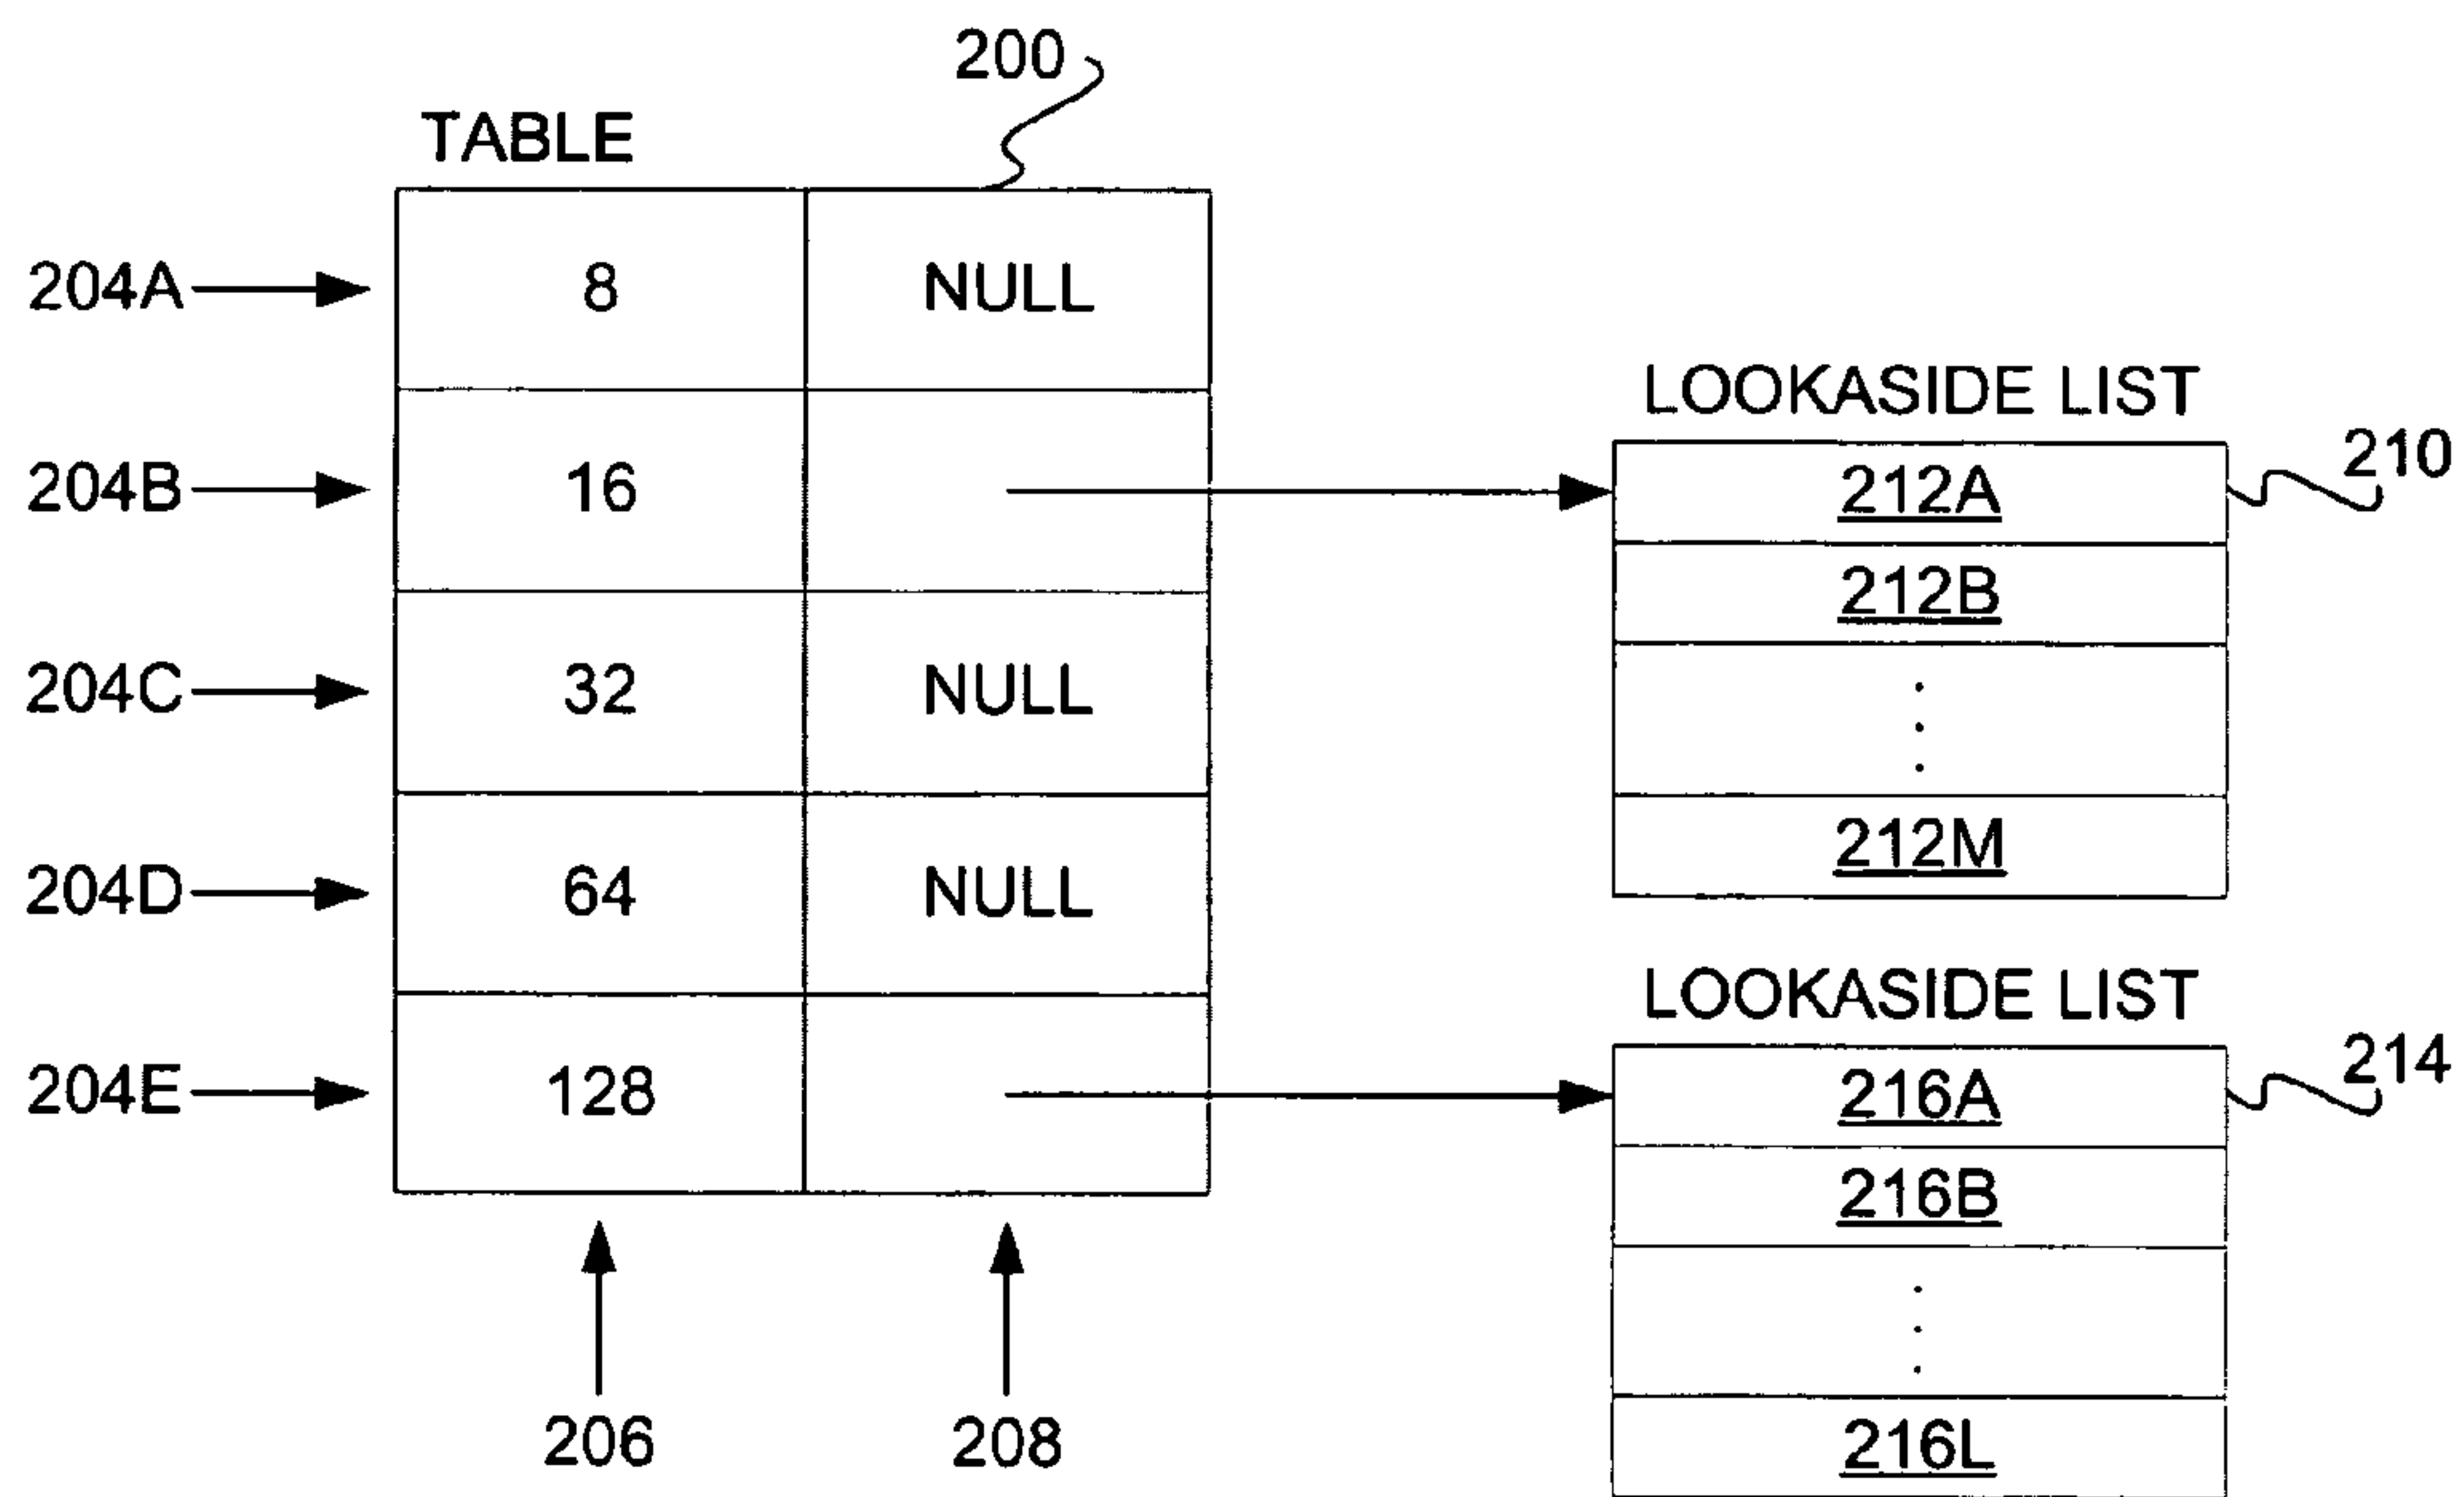 200
TABLE
204A 8 NULL
LOOKASIDE LIST
204B 16 212A 210
212B
204C 32 NULL
212M
204D 64 NULL
LOOKASIDE LIST
204E 128 216A 214
216B
206 208 216L